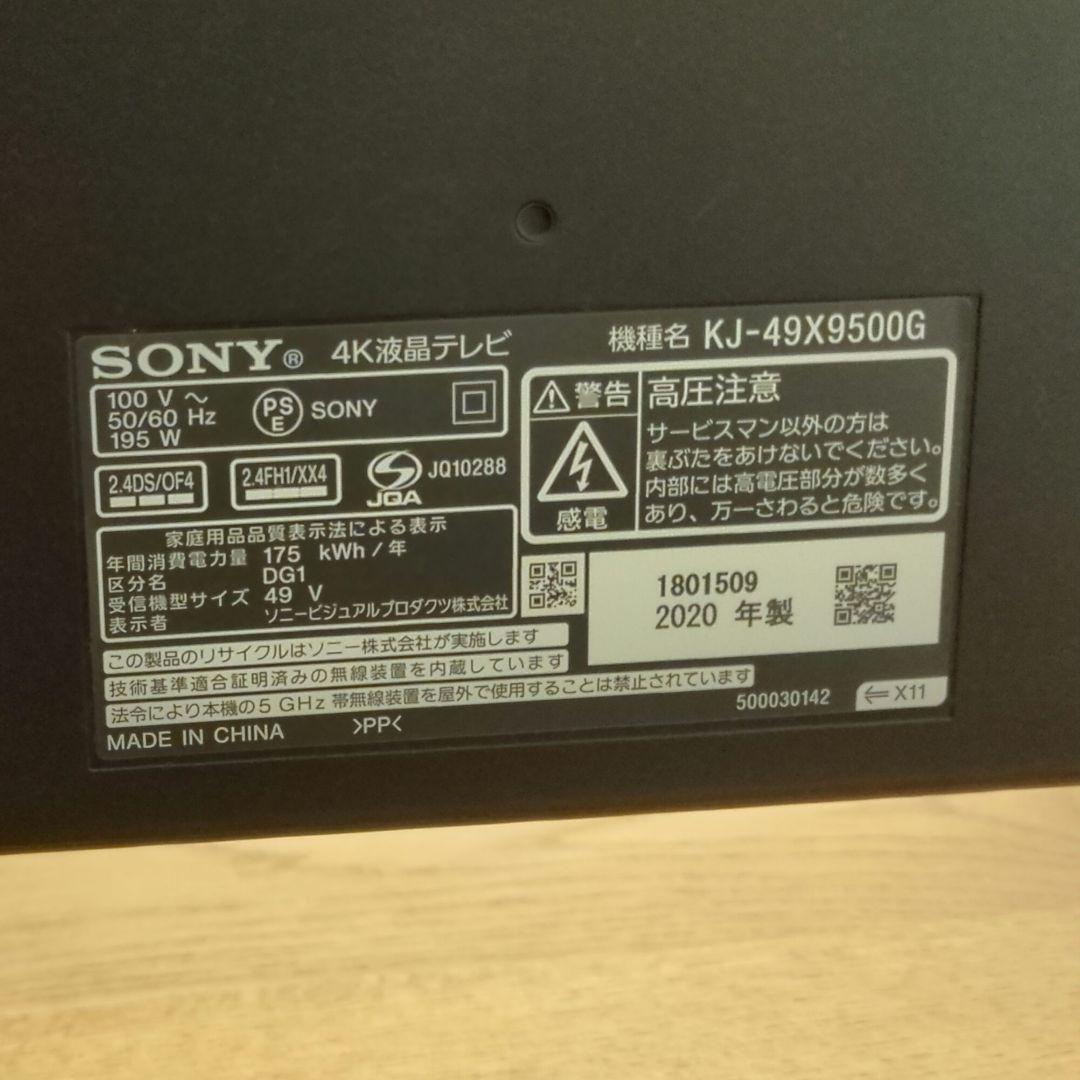 SONY® 4K液晶テレビ
機種名 KJ-49X9500G
100 V ～
50/60 Hz
195 W
PS
E
SONY
2.4DS/OF4
2.4FH1/XX4
JQA
JQ10288
家庭用品品質表示法による表示
年間消費電力量 175 kWh / 年
区分名 DG1
受信機型サイズ 49 V
表示者 ソニービジュアルプロダクツ株式会社
警告
感電
高圧注意
サービスマン以外の方は
裏ぶたをあけないでください。
内部には高電圧部分が数多く
あり、万一さわると危険です。
1801509
2020 年製
この製品のリサイクルはソニー株式会社が実施します
技術基準適合証明済みの無線装置を内蔵しています
法令により本機の5 GHz 帯無線装置を屋外で使用することは禁止されています
MADE IN CHINA
>PP<
500030142
⇐ X11